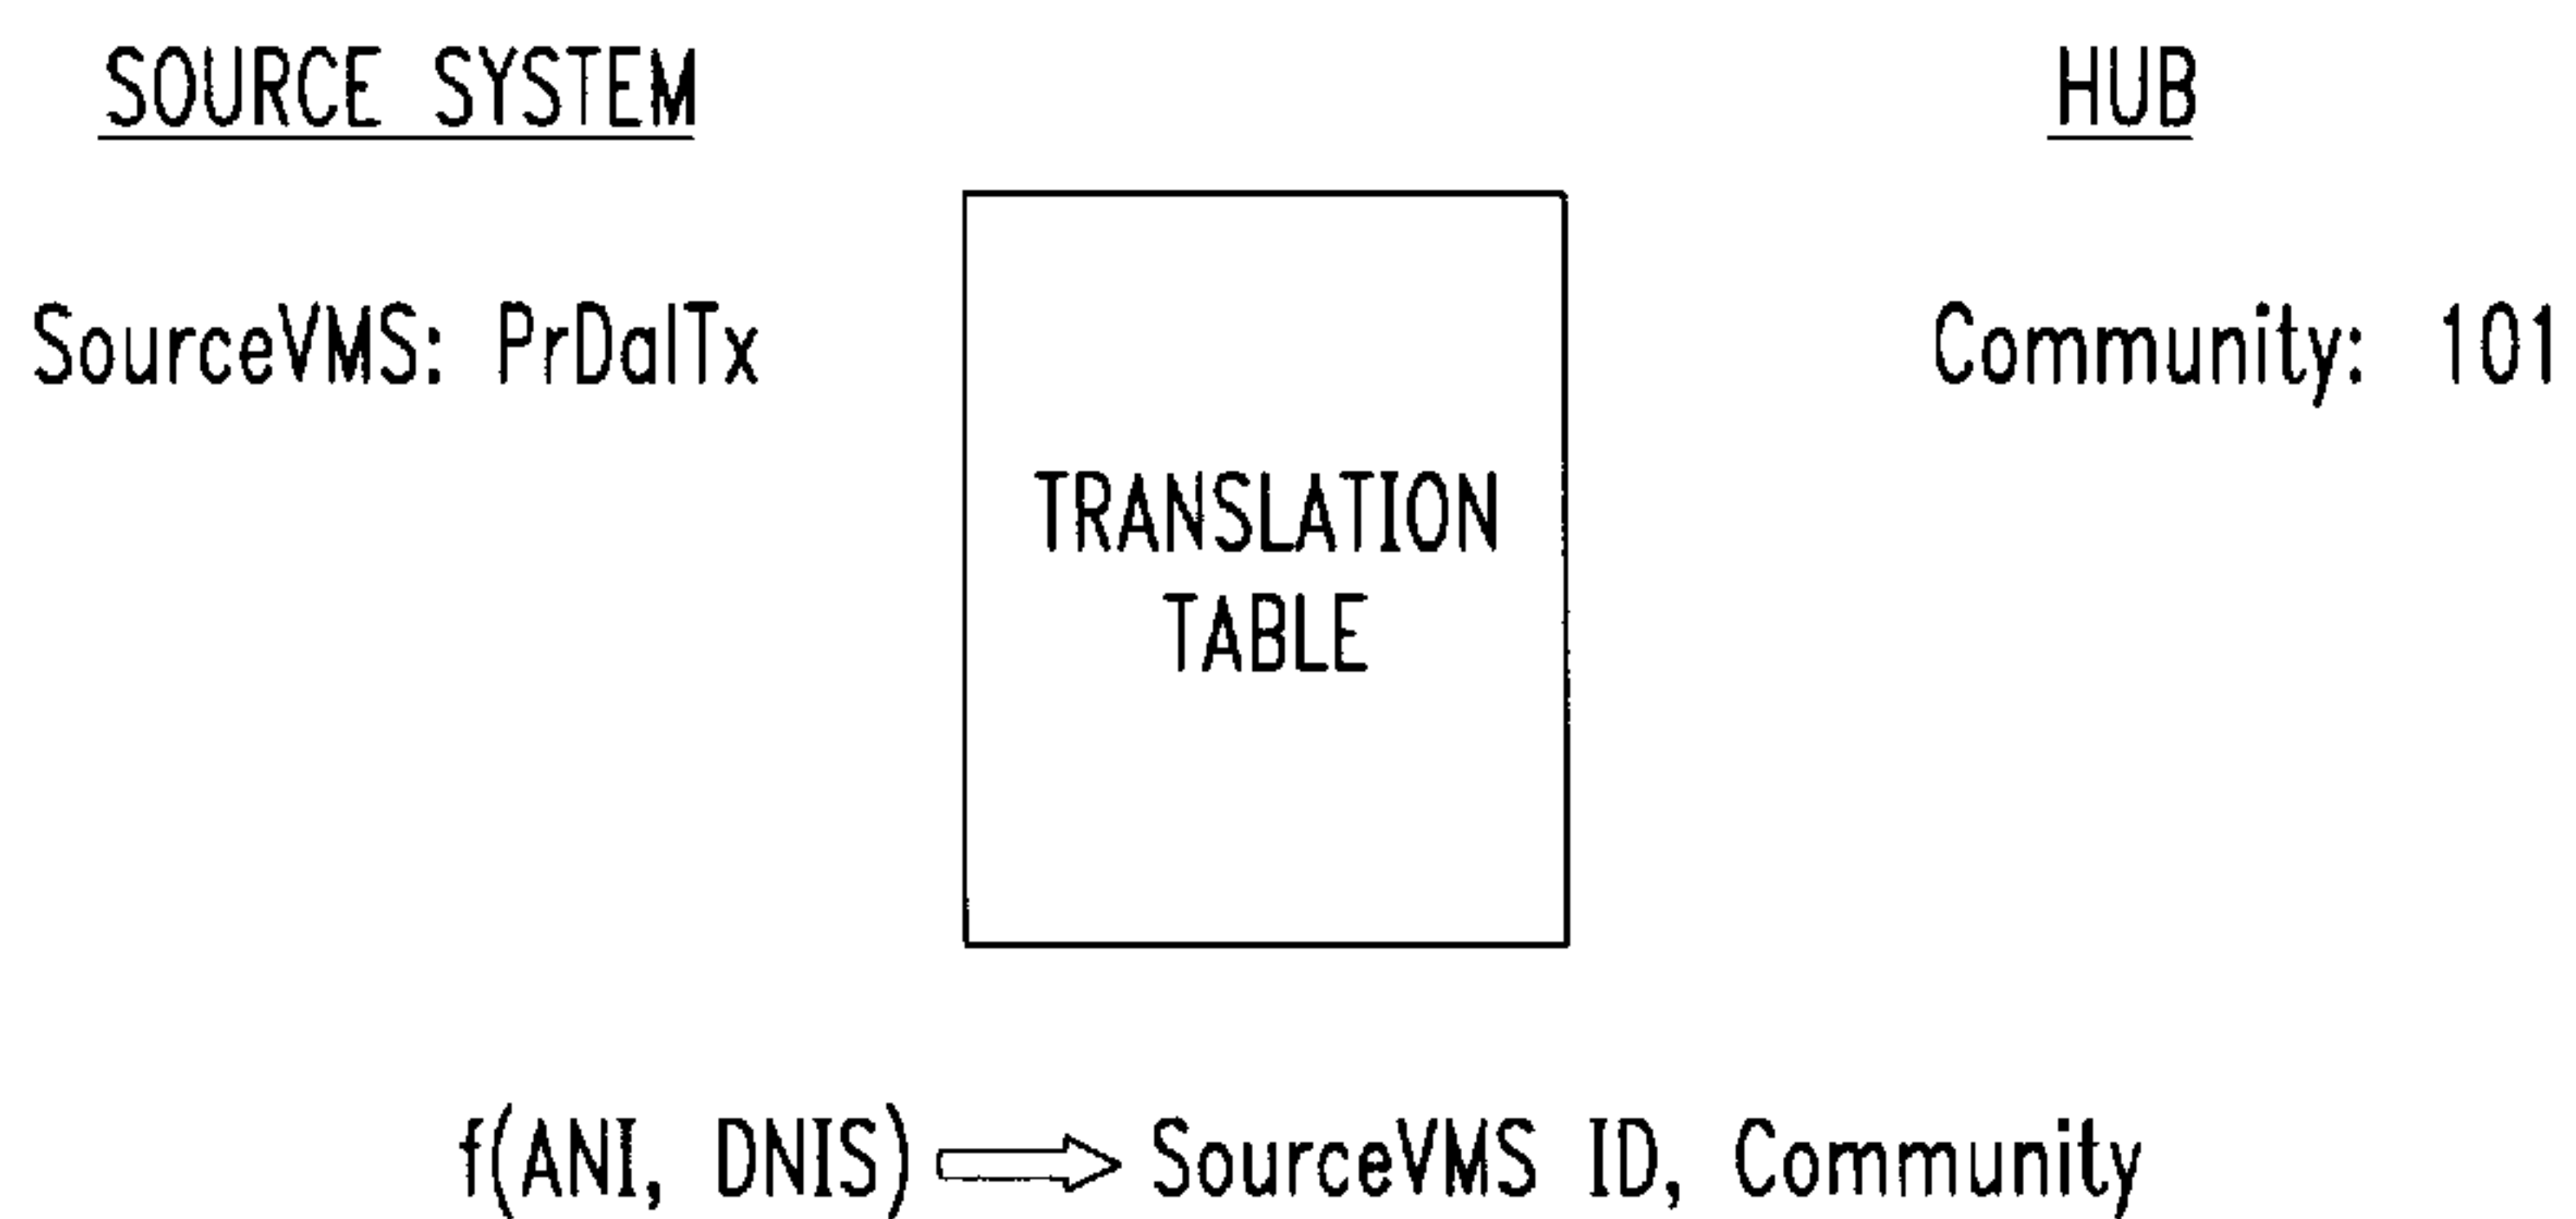 SOURCE SYSTEM
HUB
SourceVMS: PrDalTx
Community: 101
TRANSLATION
TABLE
f(ANI, DNIS) ⇒ SourceVMS ID, Community